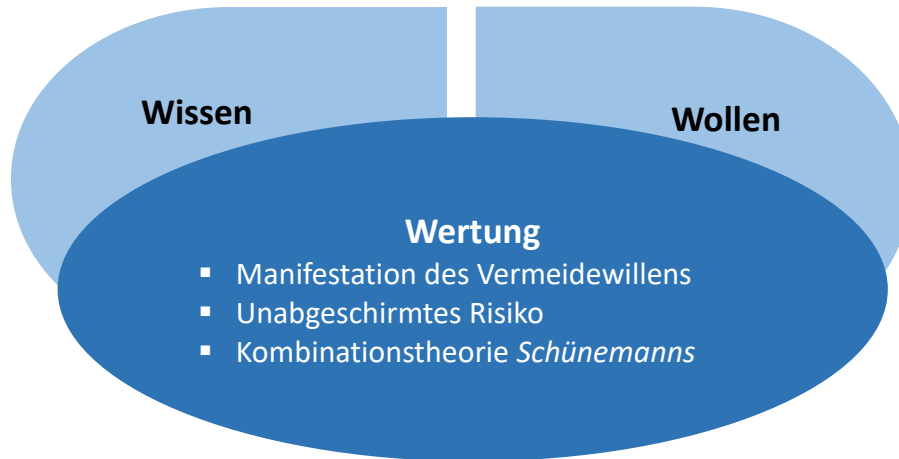 Wissen
Wollen
Wertung
▪ Manifestation des Vermeidewillens
▪ Unabgeschirmtes Risiko
▪ Kombinationstheorie Schünemanns